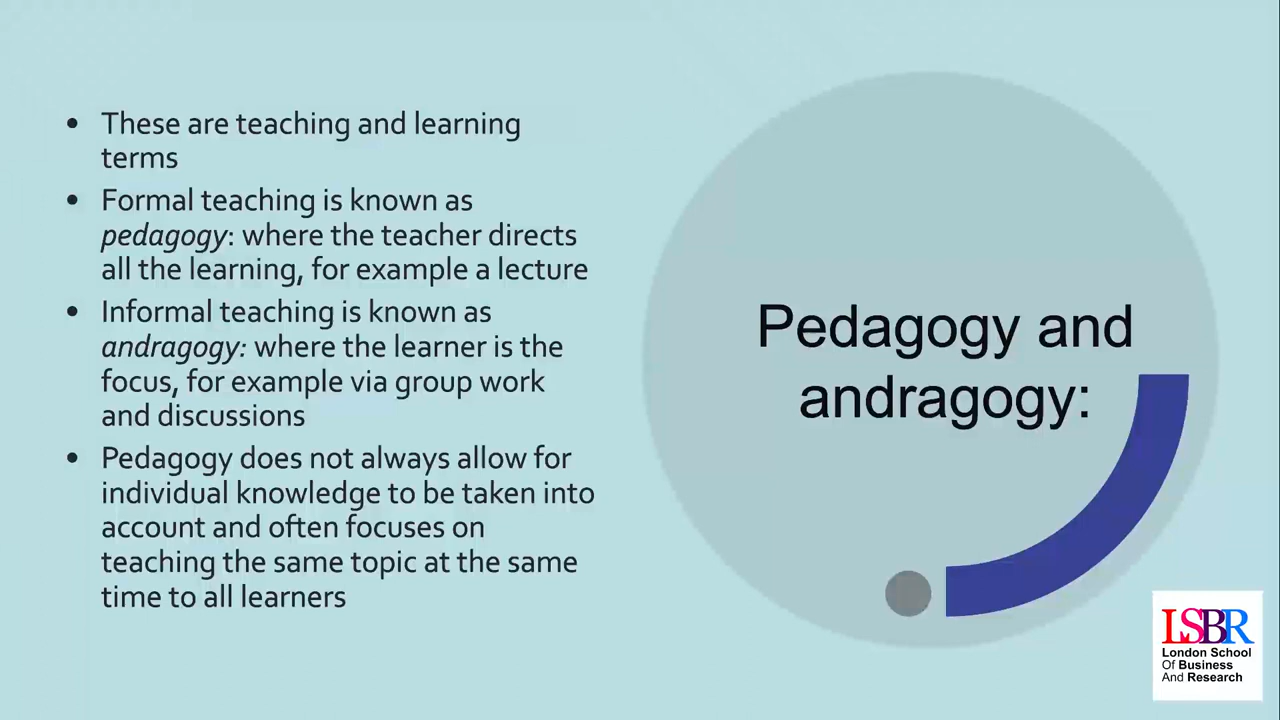 • These are teaching and learning
terms
• Formal teaching is known as
pedagogy: where the teacher directs
all the learning, for example a lecture
• Informal teaching is known as
andragogy: where the learner is the
focus, for example via group work
and discussions
• Pedagogy does not always allow for
individual knowledge to be taken into
account and often focuses on
teaching the same topic at the same
time to all learners
Pedagogy and
andragogy:
LSBR
London School
Of Business
And Research